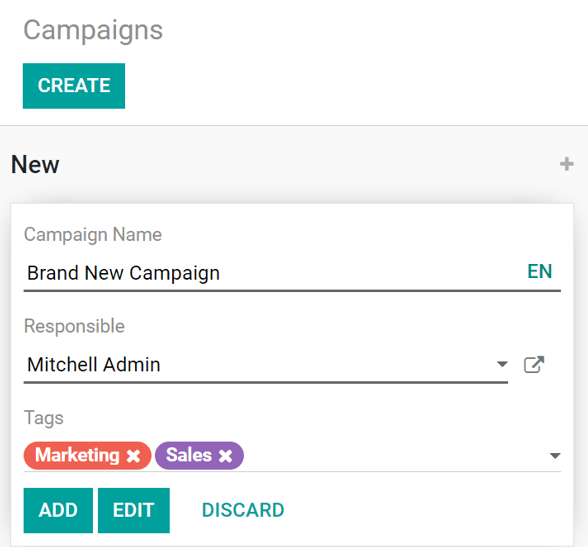 Campaigns
CREATE
New
Campaign Name
Brand New Campaign EN
Responsible
Mitchell Admin
Tags
Marketing Sales
ADD EDIT DISCARD